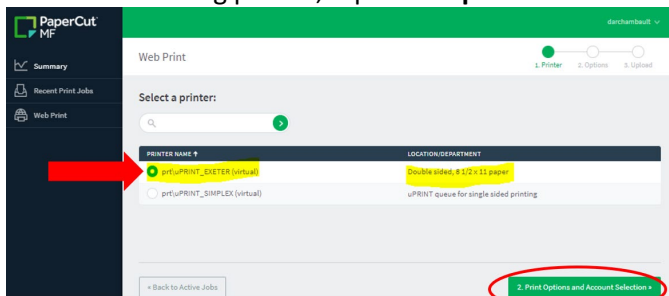 PaperCut
MF
darchambault
Summary
Recent Print Jobs
Web Print
Web Print
1. Printer 2. Options 3. Upload
Select a printer:
PRINTER NAME ↑ LOCATION/DEPARTMENT
prt\uPRINT_EXETER (virtual) Double sided, 8 1/2 x 11 paper
prt\uPRINT_SIMPLEX (virtual) uPRINT queue for single sided printing
« Back to Active Jobs
2. Print Options and Account Selection »